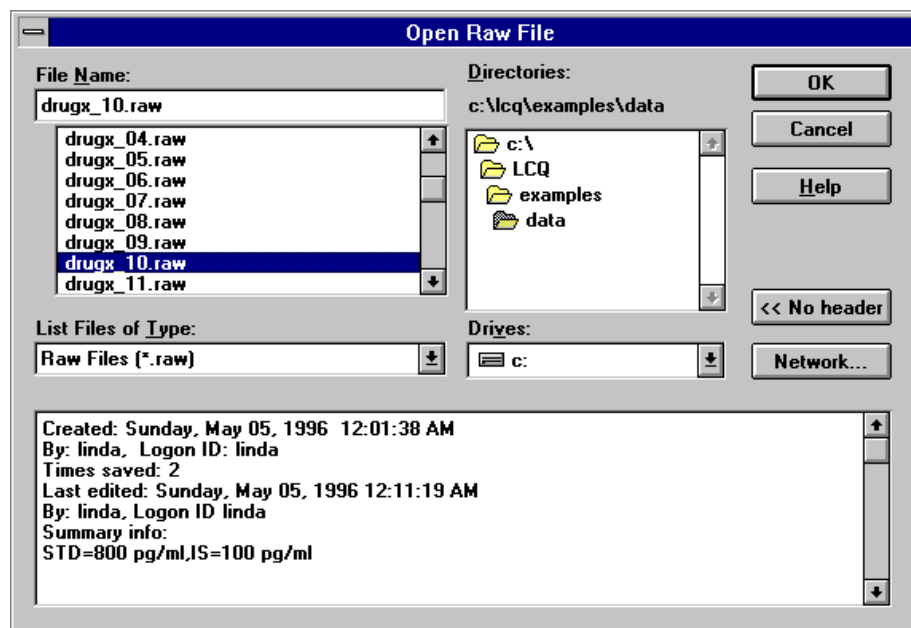 Open Raw File
File Name:
drugx_10.raw
drugx_04.raw
drugx_05.raw
drugx_06.raw
drugx_07.raw
drugx_08.raw
drugx_09.raw
drugx_10.raw
drugx_11.raw
List Files of Type:
Raw Files (*.raw)
Directories:
c:\lcq\examples\data
c:\
LCQ
examples
data
Drives:
c:
OK
Cancel
Help
<< No header
Network...
Created: Sunday, May 05, 1996  12:01:38 AM
By: linda,  Logon ID: linda
Times saved: 2
Last edited: Sunday, May 05, 1996 12:11:19 AM
By: linda, Logon ID linda
Summary info:
STD=800 pg/ml,IS=100 pg/ml